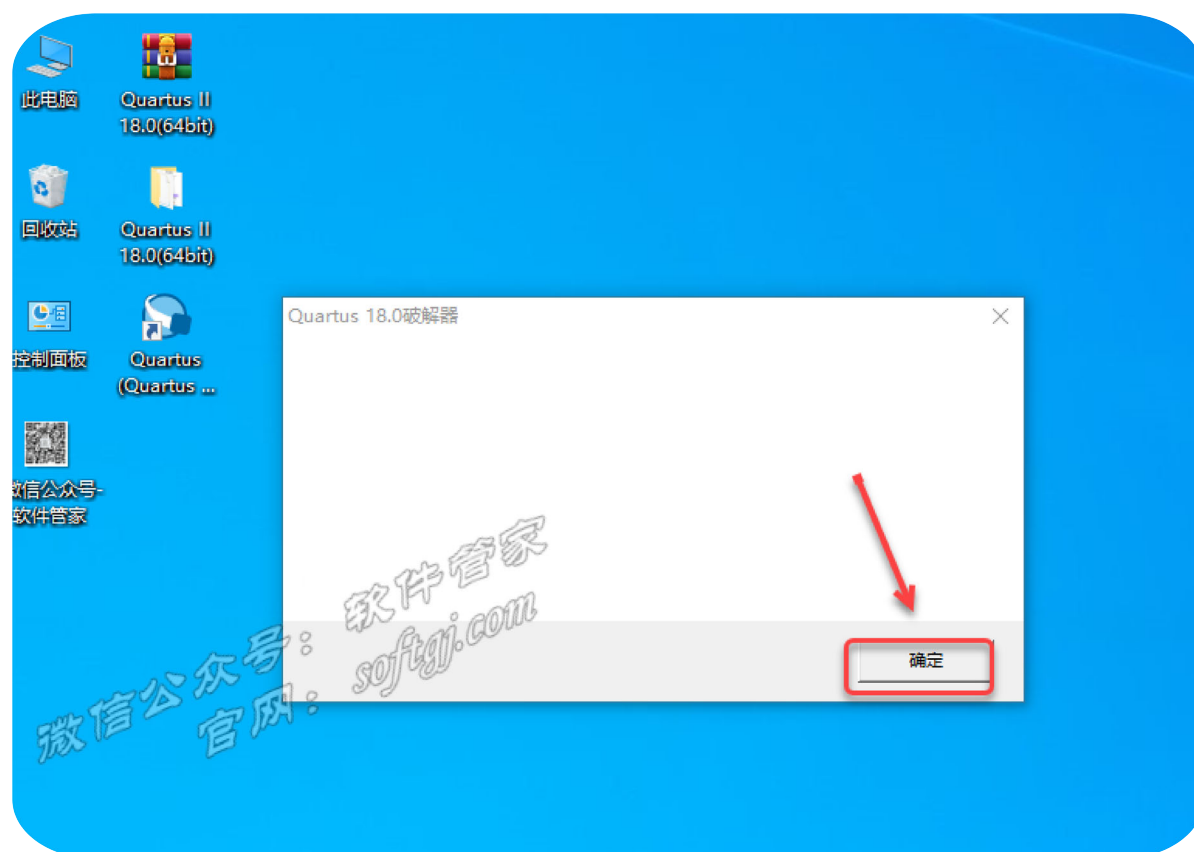 此电脑
Quartus II
18.0(64bit)
回收站
Quartus II
18.0(64bit)
控制面板
Quartus
(Quartus ...
微信公众号-
软件管家
Quartus 18.0破解器
确定
微信公众号：软件管家
官网：softgj.com